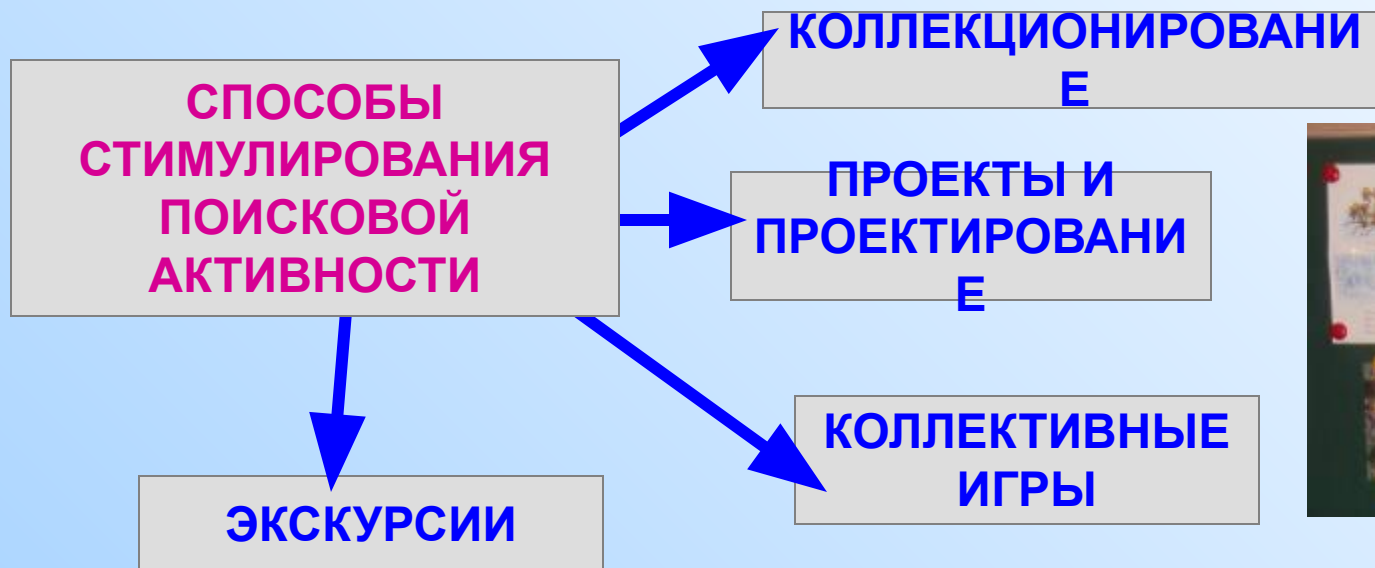 СПОСОБЫ
СТИМУЛИРОВАНИЯ
ПОИСКОВОЙ
АКТИВНОСТИ
КОЛЛЕКЦИОНИРОВАНИ
Е
ПРОЕКТЫ И
ПРОЕКТИРОВАНИ
Е
КОЛЛЕКТИВНЫЕ
ИГРЫ
ЭКСКУРСИИ